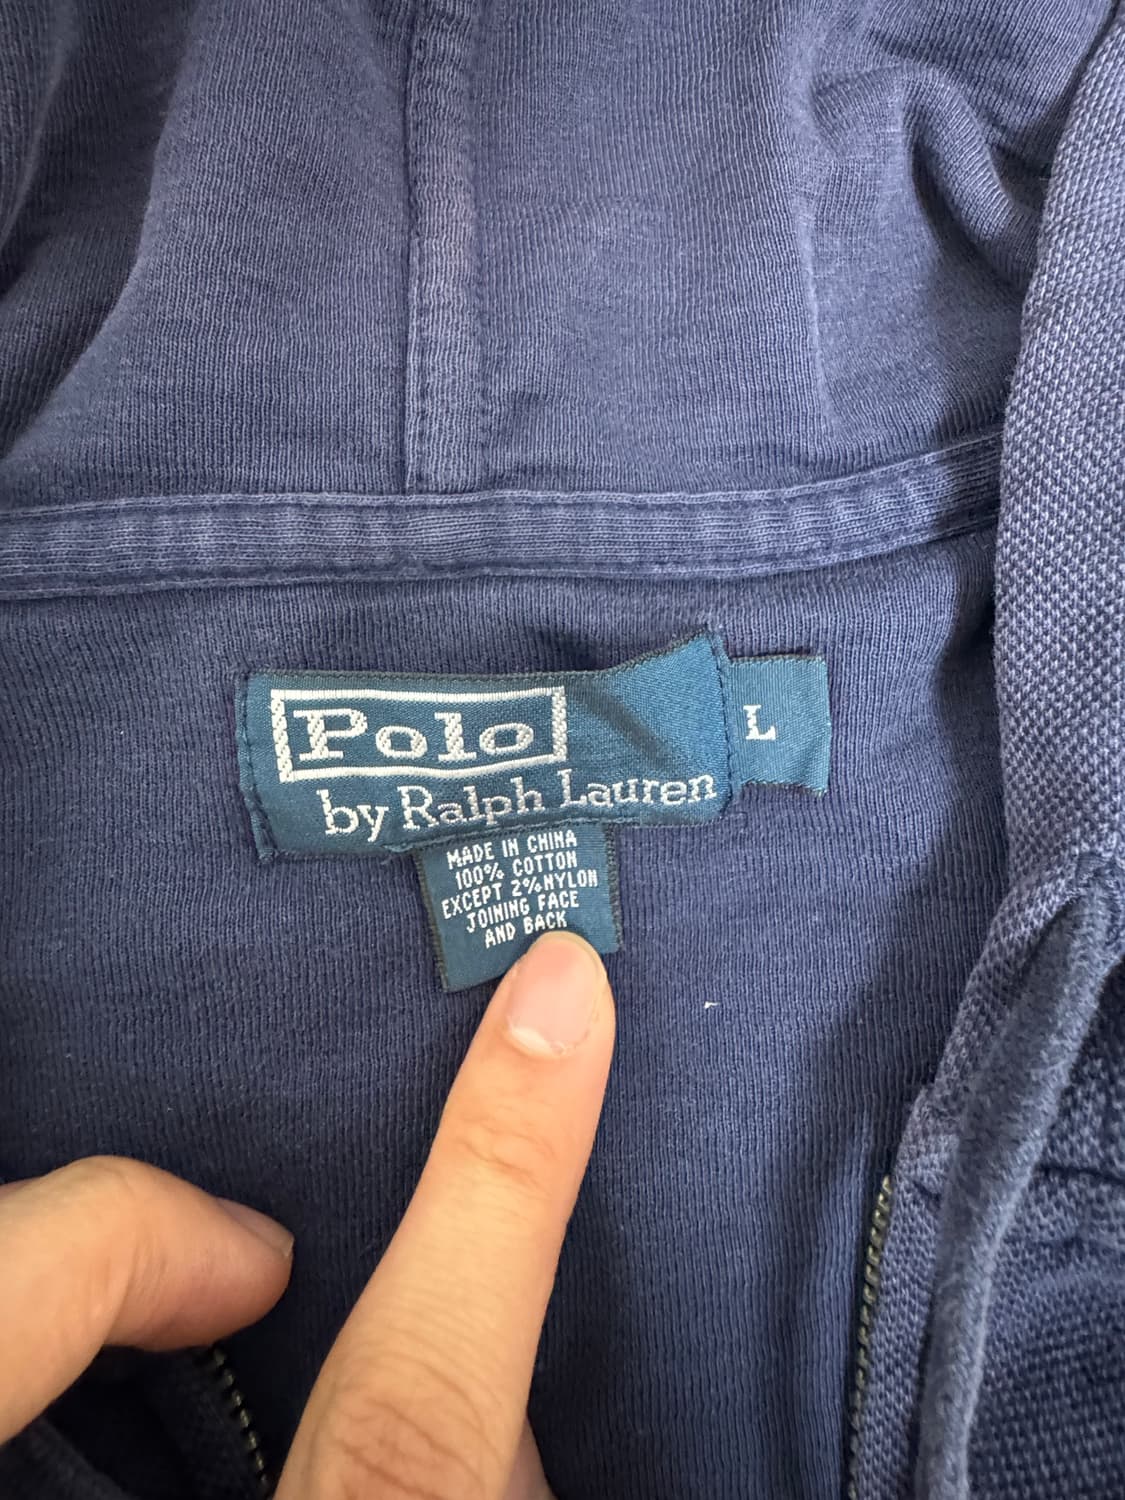 Polo
by Ralph Lauren
L
MADE IN CHINA
100% COTTON
EXCEPT 2% NYLON
JOINING FACE
AND BACK